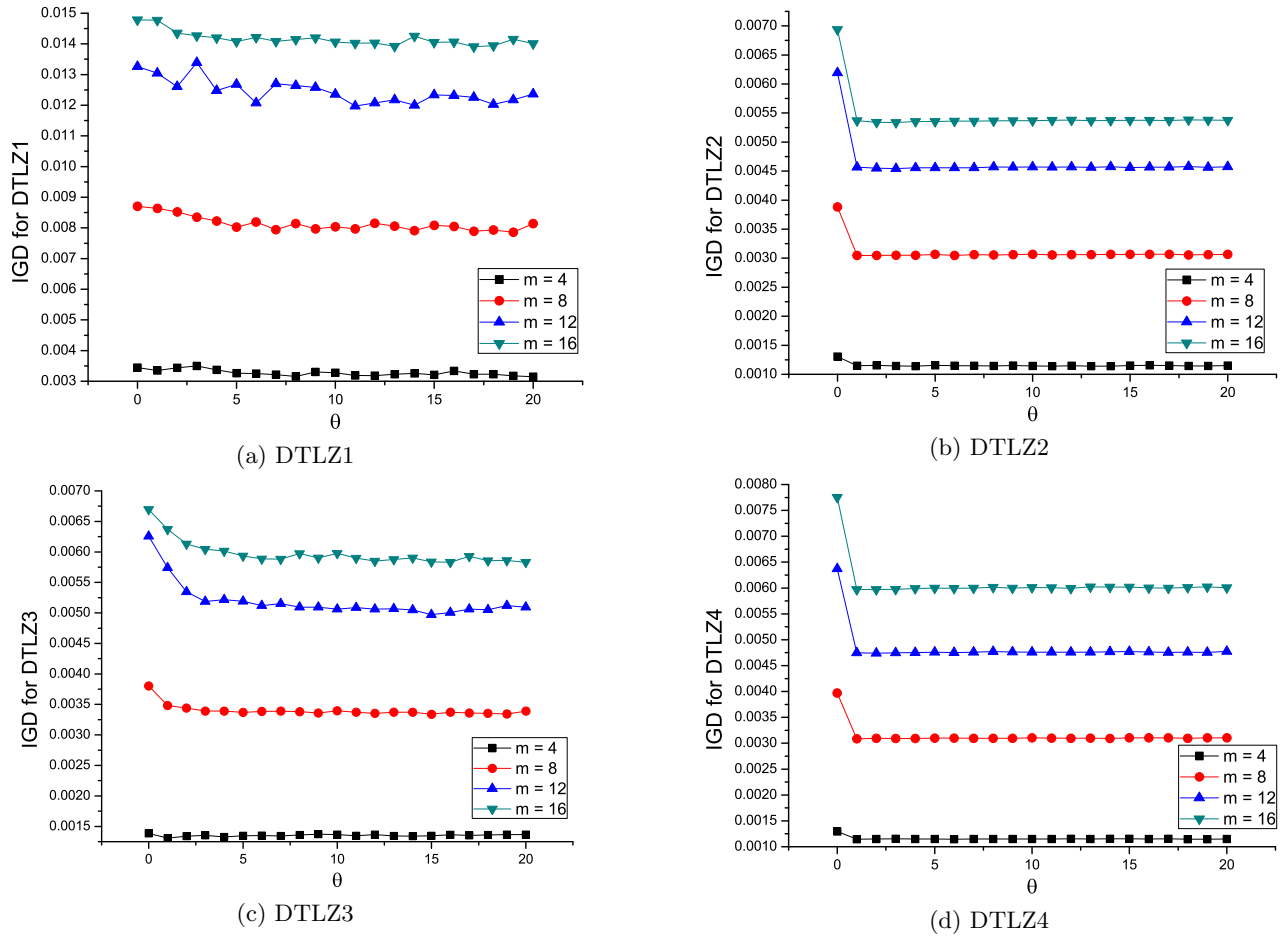 0.015
0.014
0.013
0.012
0.011
0.010
0.009
0.008
0.007
0.006
0.005
0.004
0.003
IGD for DTLZ1
m = 4
m = 8
m = 12
m = 16
0
5
10
15
20
θ
(a) DTLZ1
0.0070
0.0065
0.0060
0.0055
0.0050
0.0045
0.0040
0.0035
0.0030
0.0025
0.0020
0.0015
0.0010
IGD for DTLZ2
m = 4
m = 8
m = 12
m = 16
0
5
10
15
20
θ
(b) DTLZ2
0.0070
0.0065
0.0060
0.0055
0.0050
0.0045
0.0040
0.0035
0.0030
0.0025
0.0020
0.0015
IGD for DTLZ3
m = 4
m = 8
m = 12
m = 16
0
5
10
15
20
θ
(c) DTLZ3
0.0080
0.0075
0.0070
0.0065
0.0060
0.0055
0.0050
0.0045
0.0040
0.0035
0.0030
0.0025
0.0020
0.0015
0.0010
IGD for DTLZ4
m = 4
m = 8
m = 12
m = 16
0
5
10
15
20
θ
(d) DTLZ4